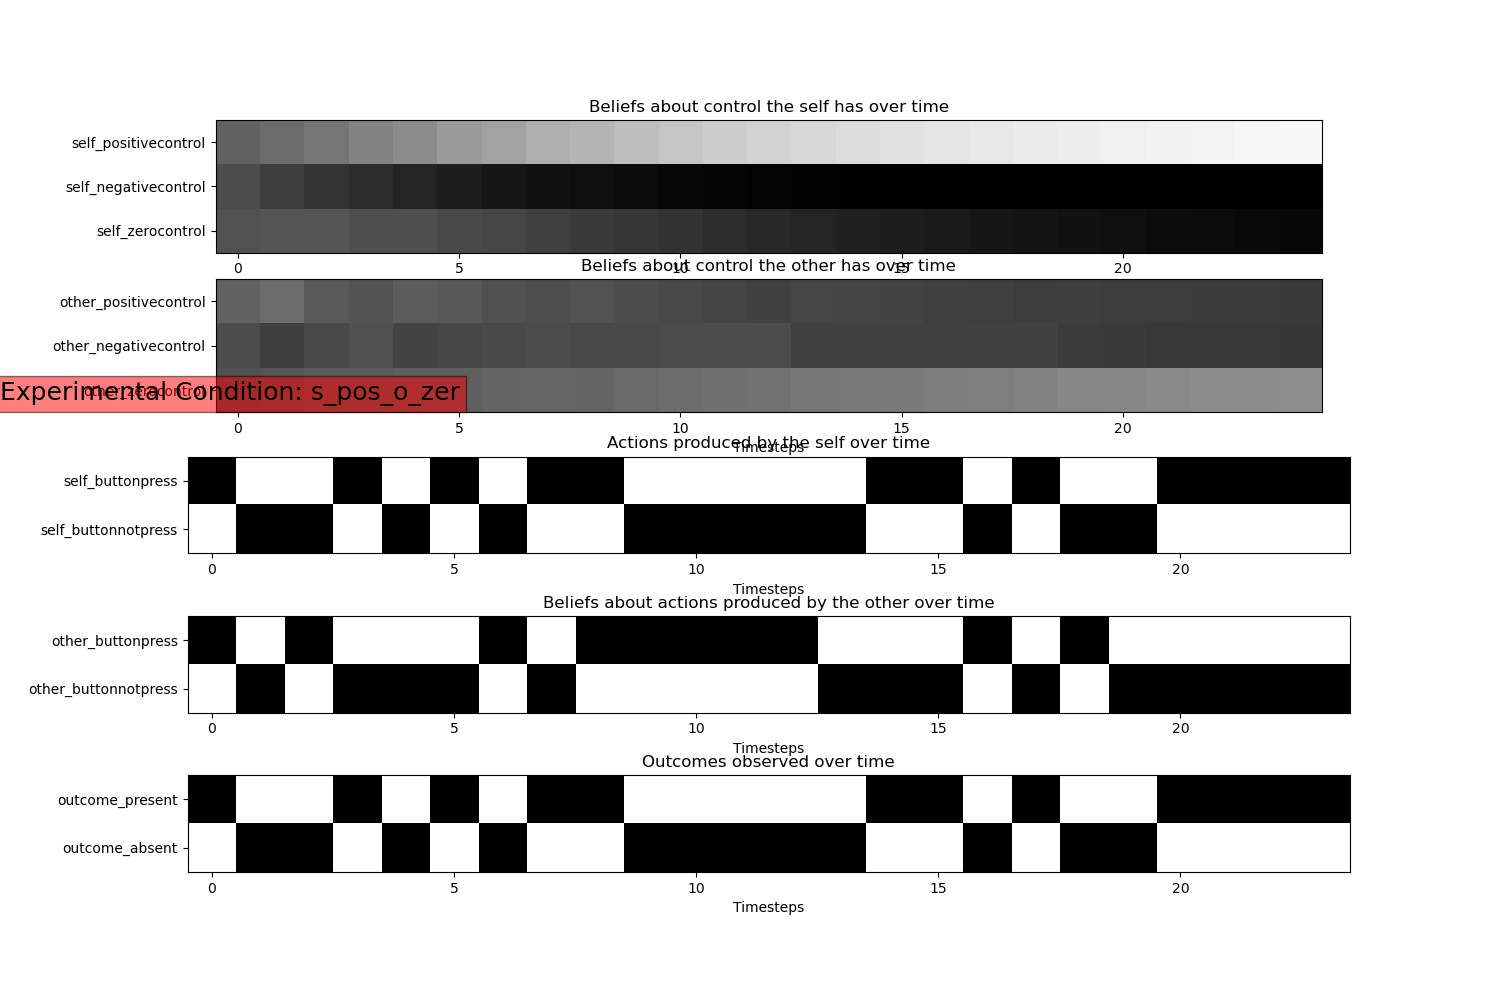 Beliefs about control the self has over time
self_positivecontrol
self_negativecontrol
self_zerocontrol
0 5 10 15 20
Beliefs about control the other has over time
other_positivecontrol
other_negativecontrol
other_zerocontrol
Experimental Condition: s_pos_o_zer
0 5 10 15 20
Timesteps
Actions produced by the self over time
self_buttonpress
self_buttonnotpress
0 5 10 15 20
Timesteps
Beliefs about actions produced by the other over time
other_buttonpress
other_buttonnotpress
0 5 10 15 20
Timesteps
Outcomes observed over time
outcome_present
outcome_absent
0 5 10 15 20
Timesteps